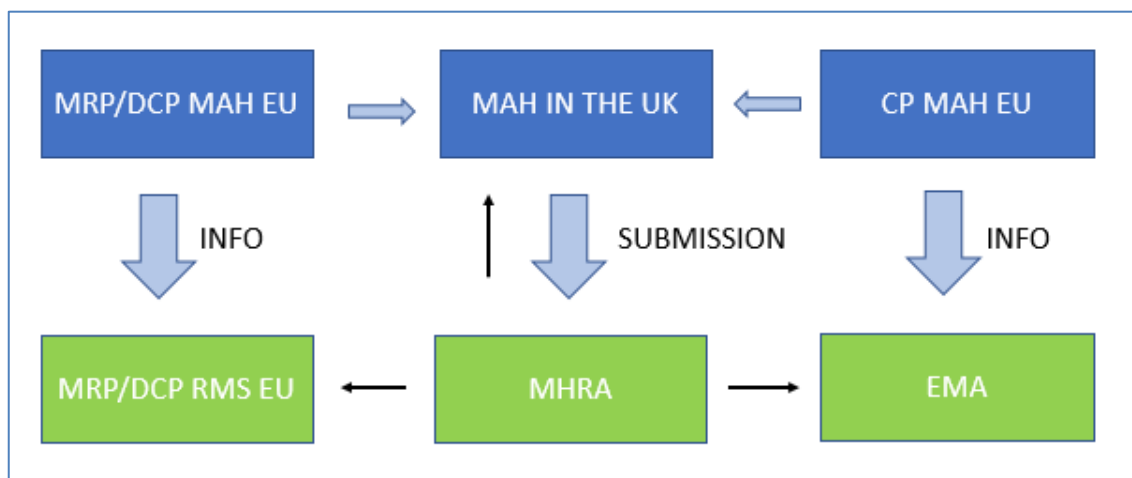 MRP/DCP MAH EU
MAH IN THE UK
CP MAH EU
INFO
SUBMISSION
INFO
MRP/DCP RMS EU
MHRA
EMA